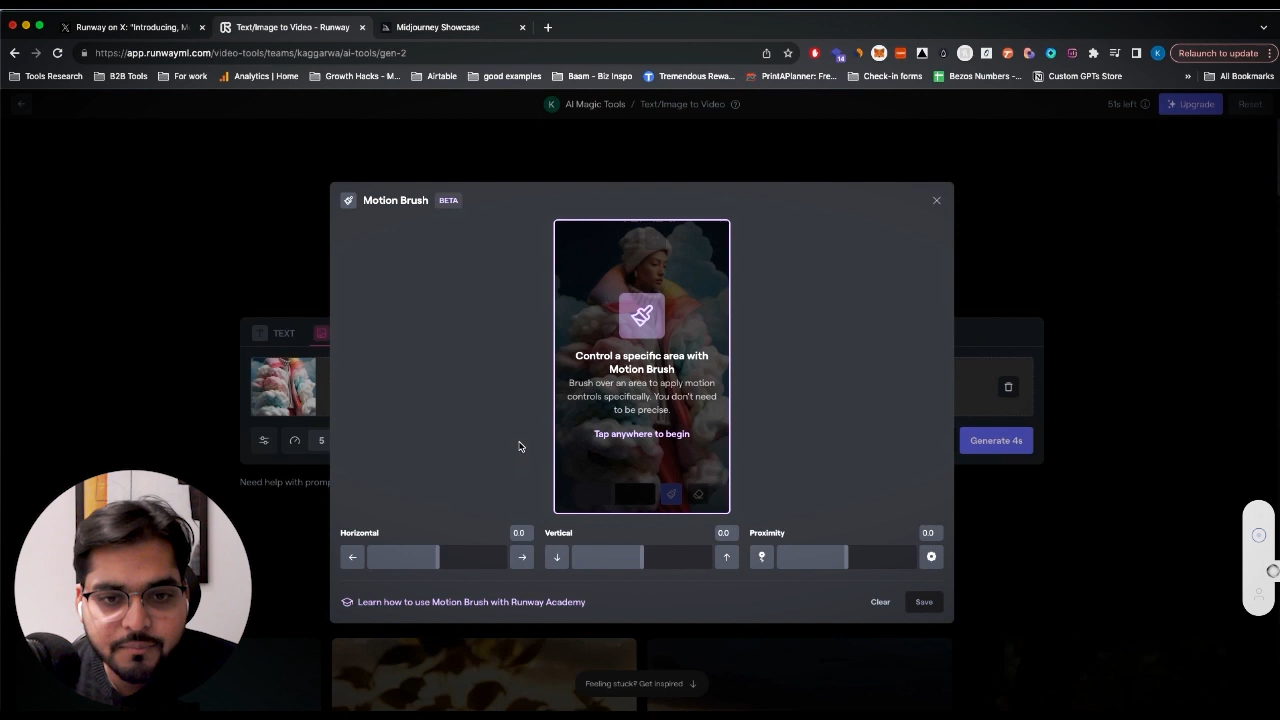 Runway on X: "Introducing, M
Text/Image to Video - Runway
Midjourney Showcase
https://app.runwayml.com/video-tools/teams/kaggarwa/ai-tools/gen-2
14
K
Relaunch to update
Tools Research
B2B Tools
For work
Analytics | Home
Growth Hacks - M...
Airtable
good examples
Baam - Biz Inspo
Tremendous Rewa...
PrintAPlanner: Fre...
Check-in forms
Bezos Numbers -...
Custom GPTs Store
»
All Bookmarks
K
AI Magic Tools / Text/Image to Video
51s left
Upgrade
Reset
Motion Brush BETA
TEXT
Control a specific area with
Motion Brush
Brush over an area to apply motion
controls specifically. You don't need
to be precise.
Tap anywhere to begin
5
Generate 4s
Need help with promp
Horizontal 0.0
Vertical 0.0
Proximity 0.0
Learn how to use Motion Brush with Runway Academy
Clear
Save
Feeling stuck? Get inspired